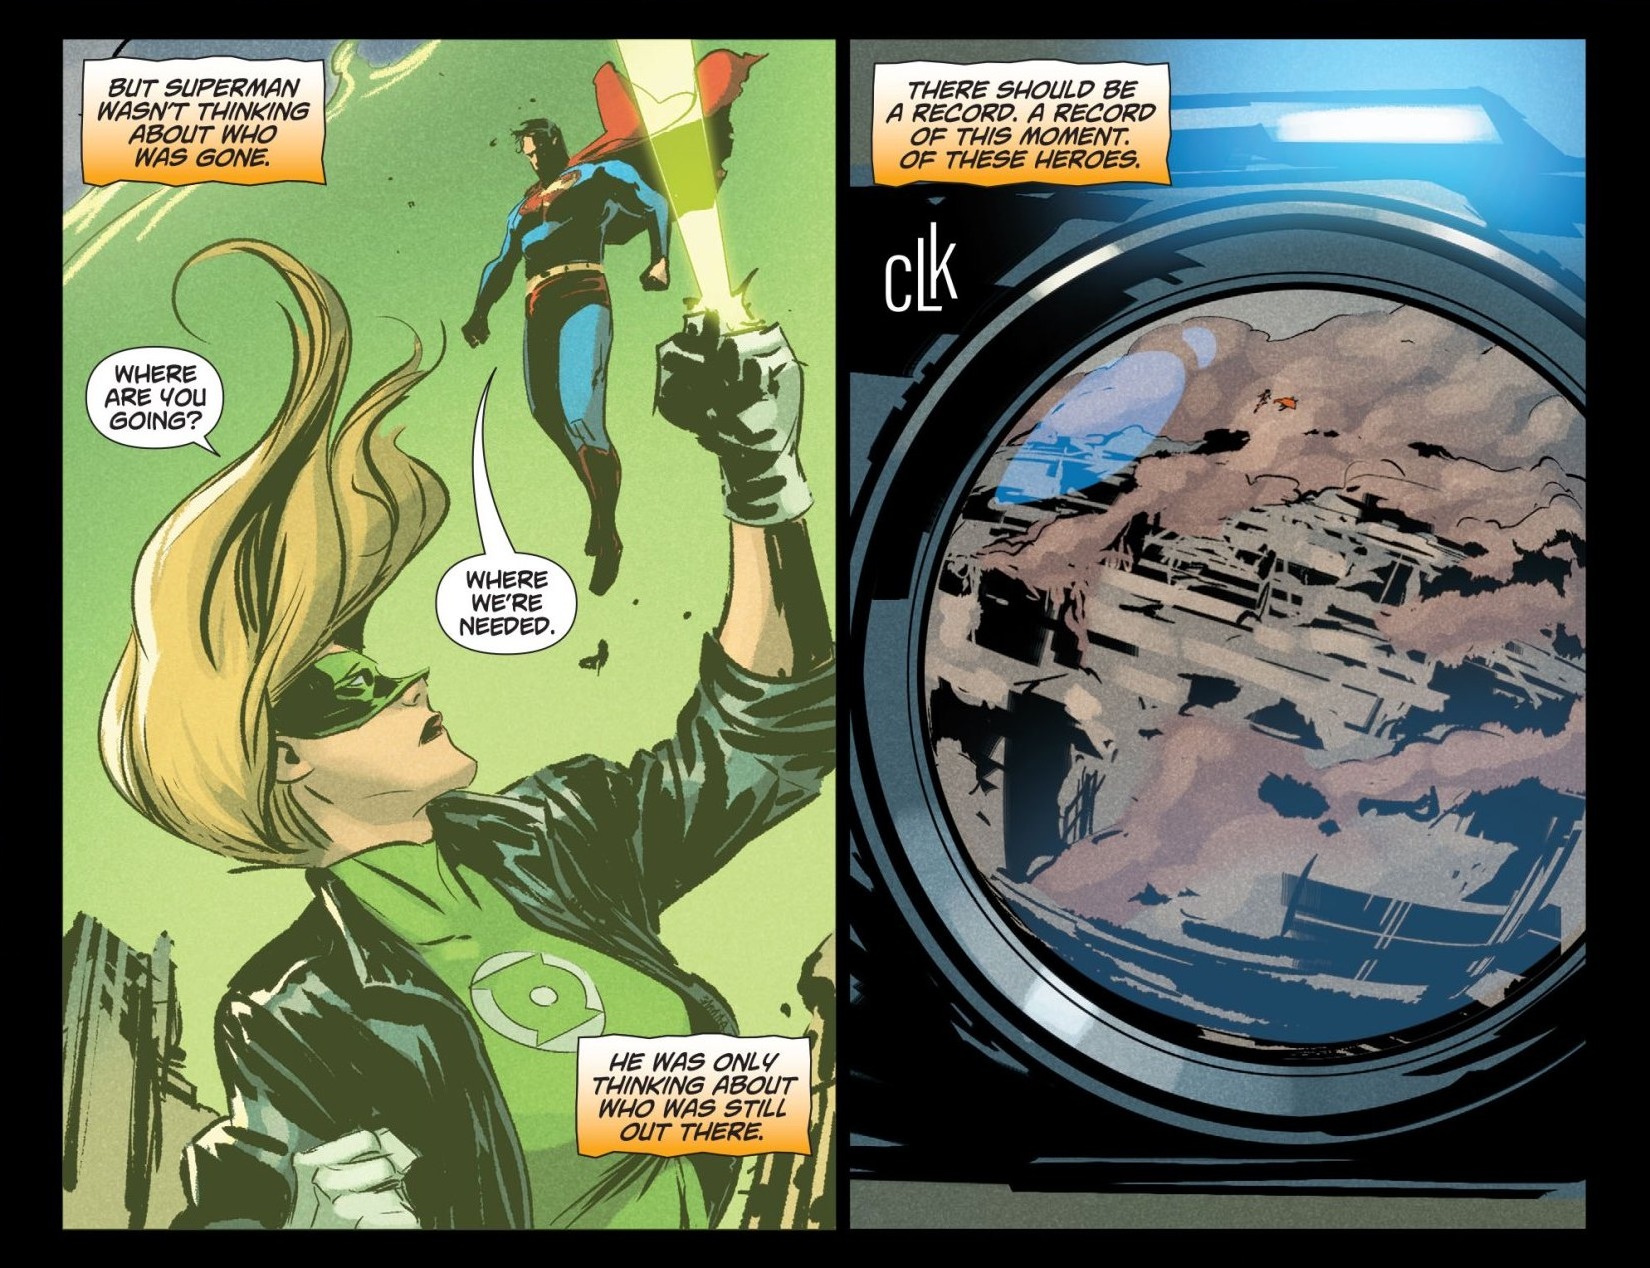 BUT SUPERMAN
WASN'T THINKING
ABOUT WHO
WAS GONE.
WHERE
ARE YOU
GOING?
WHERE
WE'RE
NEEDED.
HE WAS ONLY
THINKING ABOUT
WHO WAS STILL
OUT THERE.
THERE SHOULD BE
A RECORD. A RECORD
OF THIS MOMENT.
OF THESE HEROES.
CLK